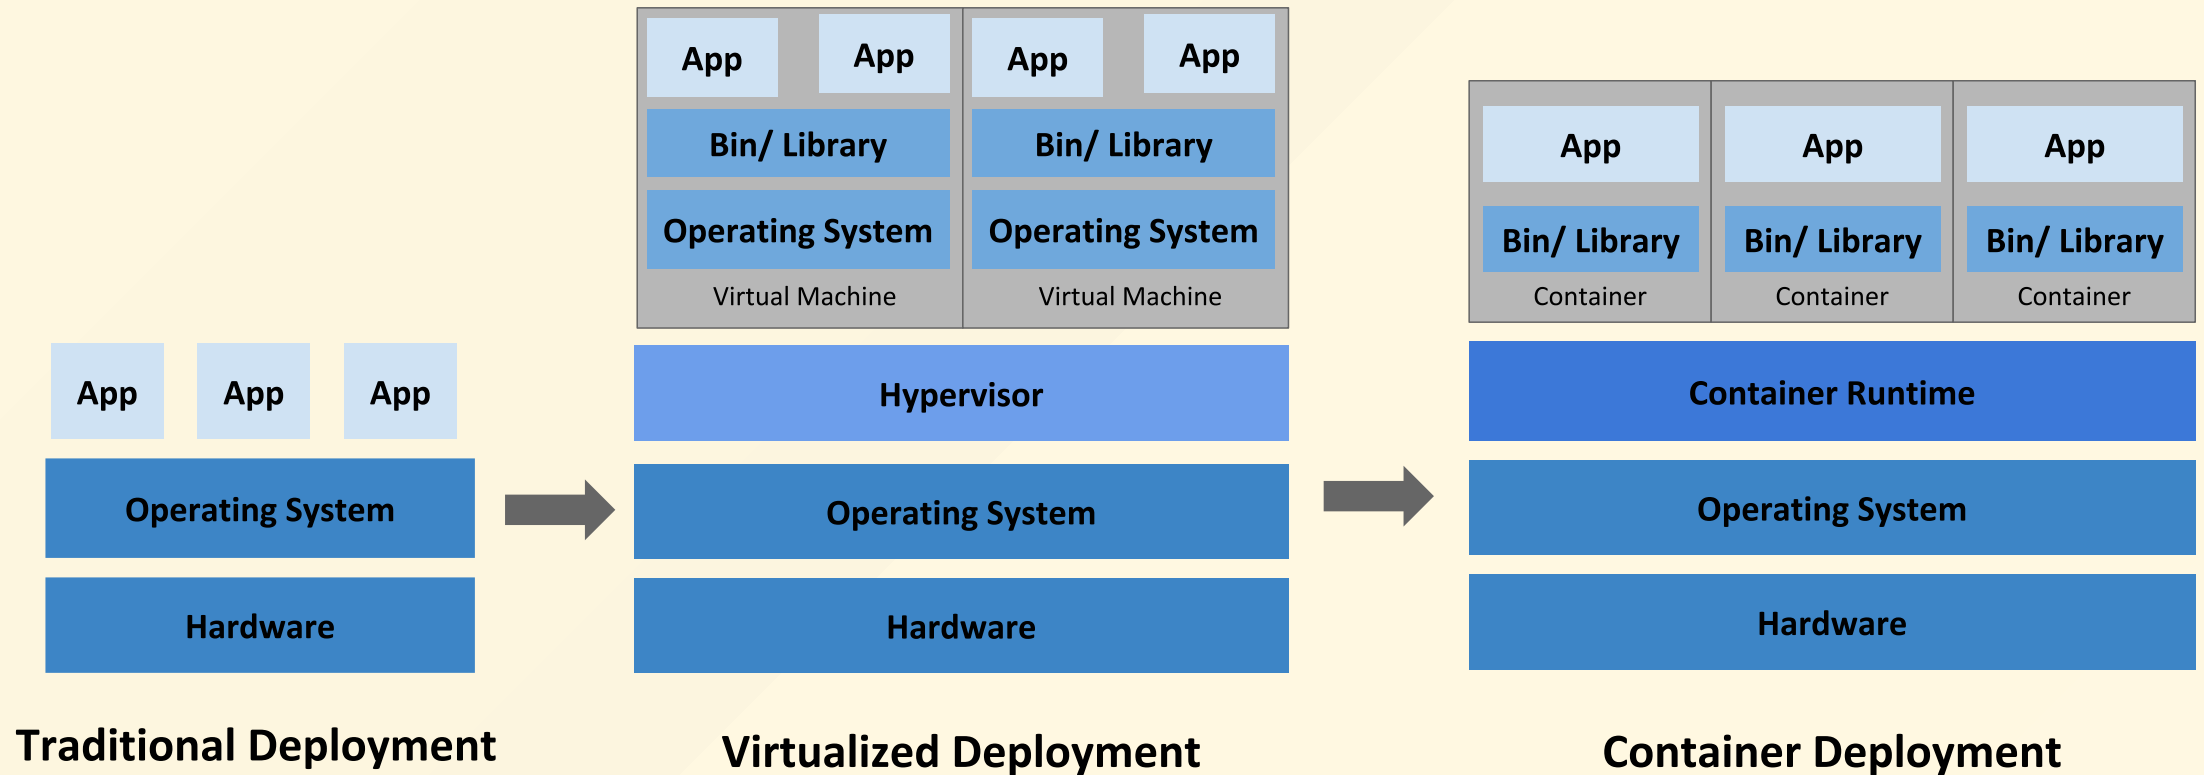 App
App
App
Operating System
Hardware
Traditional Deployment
App
App
App
App
Bin/ Library
Bin/ Library
Operating System
Operating System
Virtual Machine
Virtual Machine
Hypervisor
Operating System
Hardware
Virtualized Deployment
App
App
App
Bin/ Library
Bin/ Library
Bin/ Library
Container
Container
Container
Container Runtime
Operating System
Hardware
Container Deployment